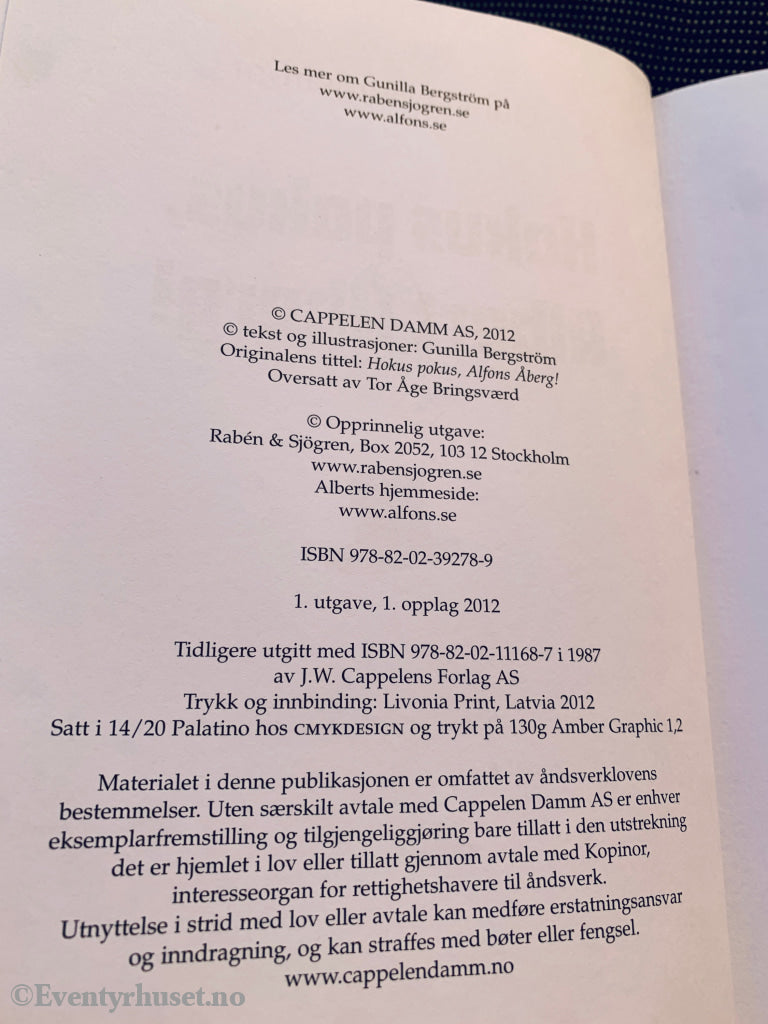 Les mer om Gunilla Bergström på
www.rabensjogren.se
www.alfons.se
© CAPPELEN DAMM AS, 2012
© tekst og illustrasjoner: Gunilla Bergström
Originalens tittel: Hokus pokus, Alfons Åberg!
Oversatt av Tor Åge Bringsværd
© Opprinnelig utgave:
Rabén & Sjögren, Box 2052, 103 12 Stockholm
www.rabensjogren.se
Alberts hjemmeside:
www.alfons.se
ISBN 978-82-02-39278-9
1. utgave, 1. opplag 2012
Tidligere utgitt med ISBN 978-82-02-11168-7 i 1987
av J.W. Cappelens Forlag AS
Trykk og innbinding: Livonia Print, Latvia 2012
Satt i 14/20 Palatino hos CMYKDESIGN og trykt på 130g Amber Graphic 1,2
Materialet i denne publikasjonen er omfattet av åndsverklovens
bestemmelser. Uten særskilt avtale med Cappelen Damm AS er enhver
eksemplarfremstilling og tilgjengeliggjøring bare tillatt i den utstrekning
det er hjemlet i lov eller tillatt gjennom avtale med Kopinor,
interesseorgan for rettighetshavere til åndsverk.
Utnyttelse i strid med lov eller avtale kan medføre erstatningsansvar
og inndragning, og kan straffes med bøter eller fengsel.
www.cappelendamm.no
©Eventyrhuset.no